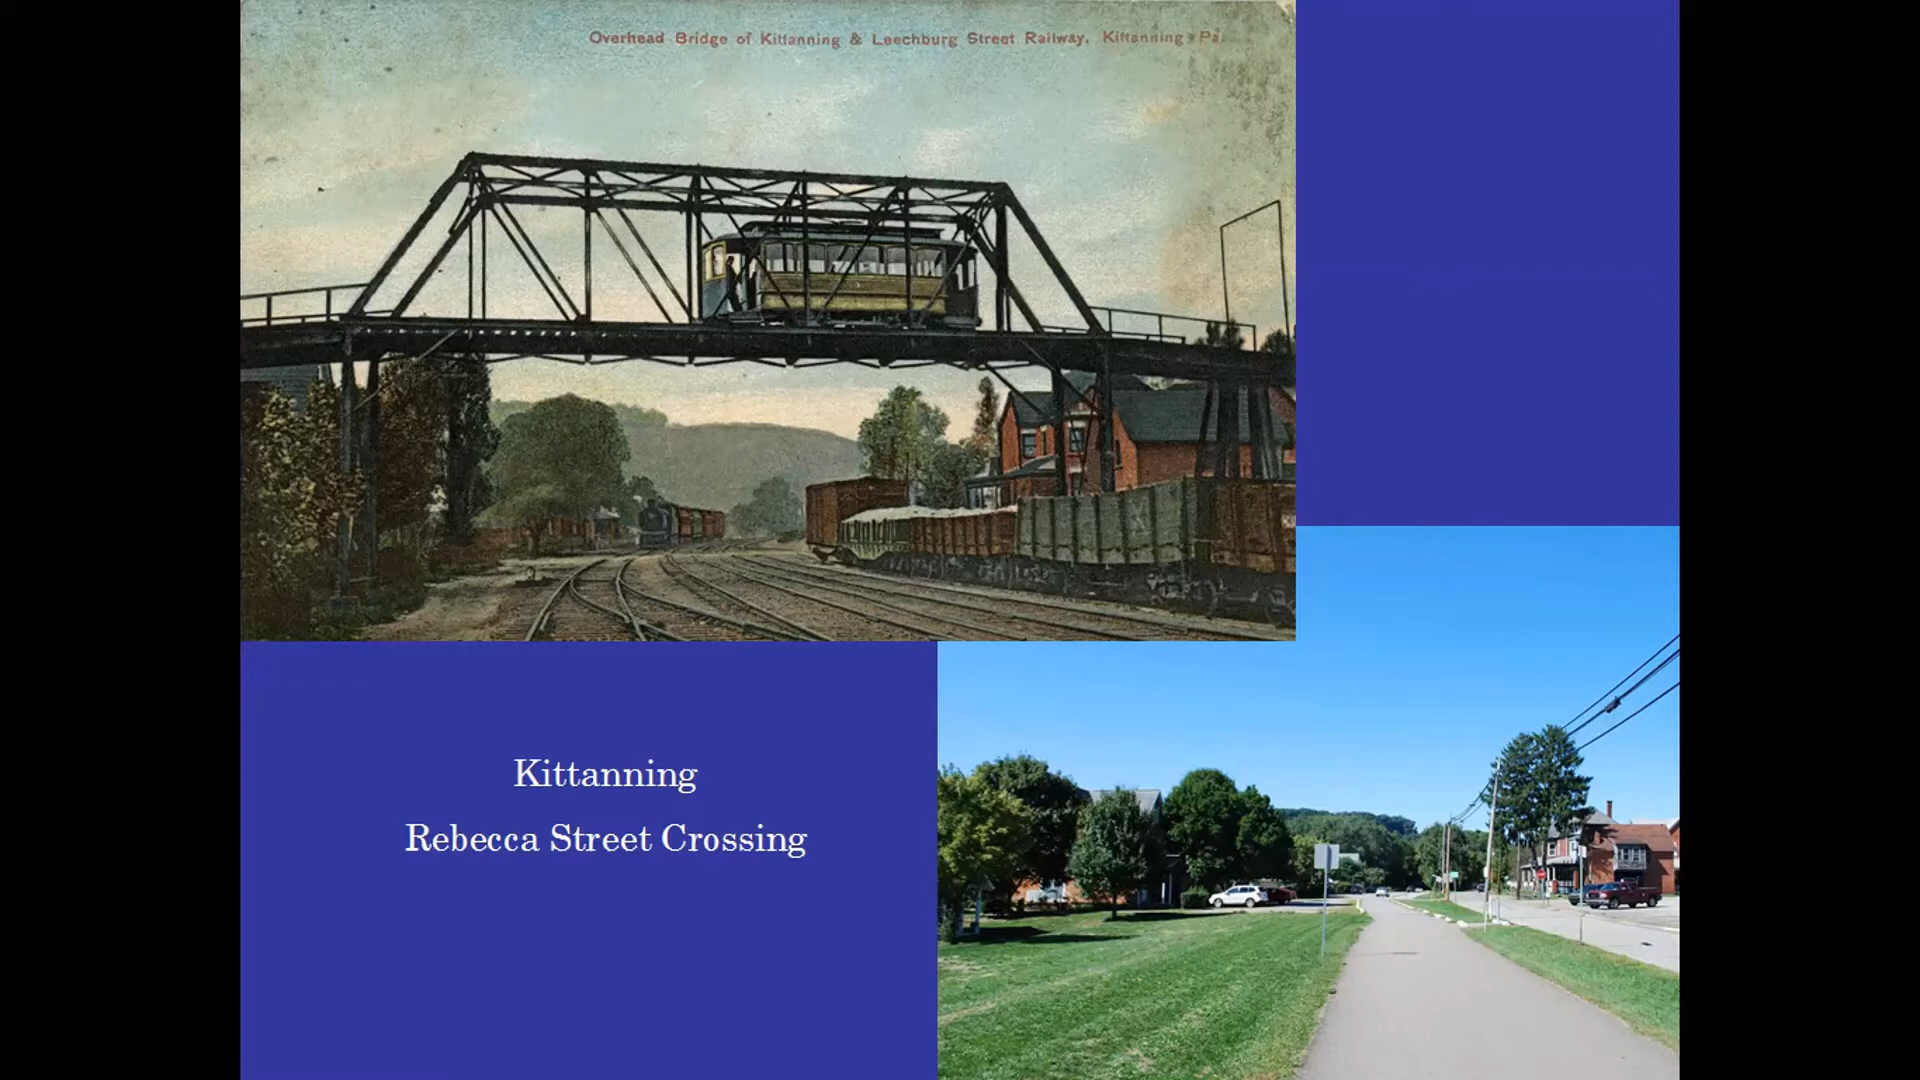 Overhead Bridge of Kittanning & Leechburg Street Railway, Kittanning, Pa.
Kittanning
Rebecca Street Crossing